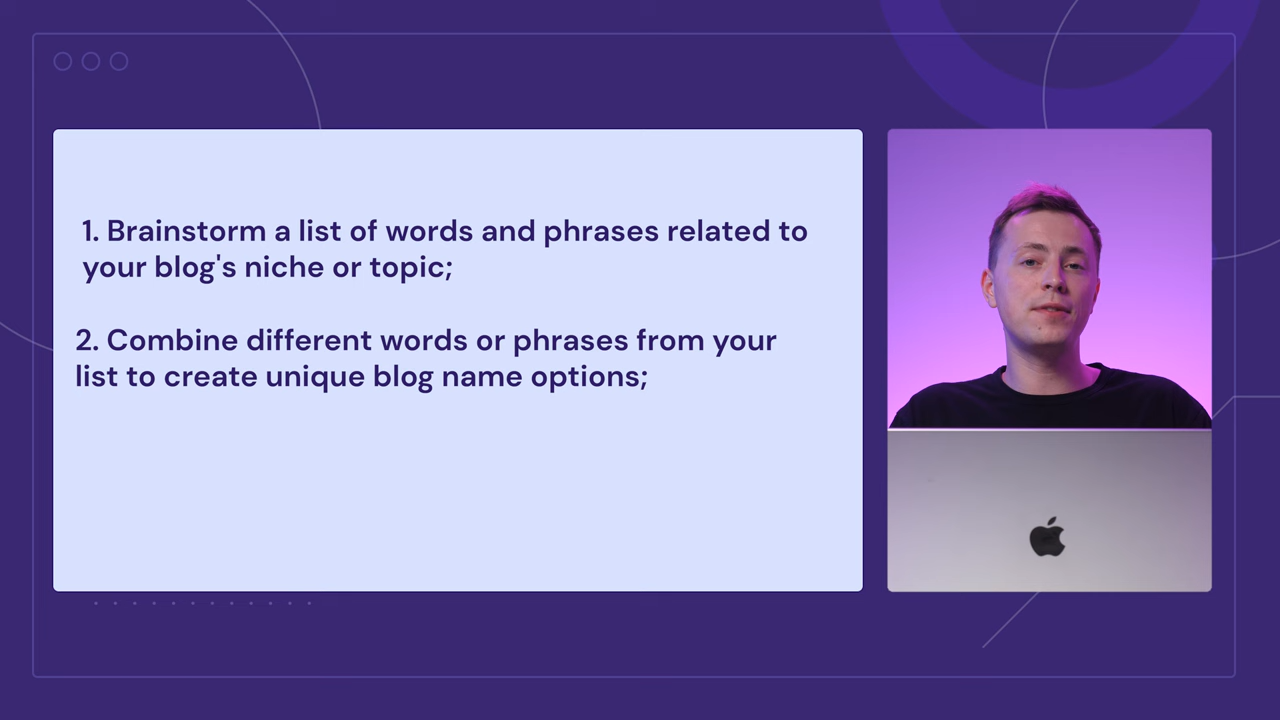 1. Brainstorm a list of words and phrases related to
your blog's niche or topic;
2. Combine different words or phrases from your
list to create unique blog name options;